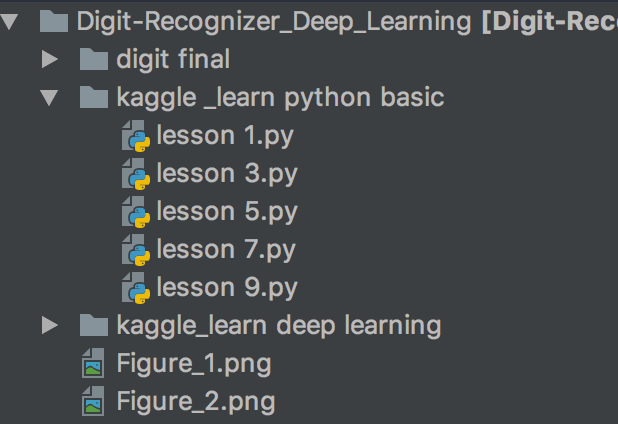 Digit-Recognizer_Deep_Learning [Digit-Rec
digit final
kaggle _learn python basic
lesson 1.py
lesson 3.py
lesson 5.py
lesson 7.py
lesson 9.py
kaggle_learn deep learning
Figure_1.png
Figure_2.png